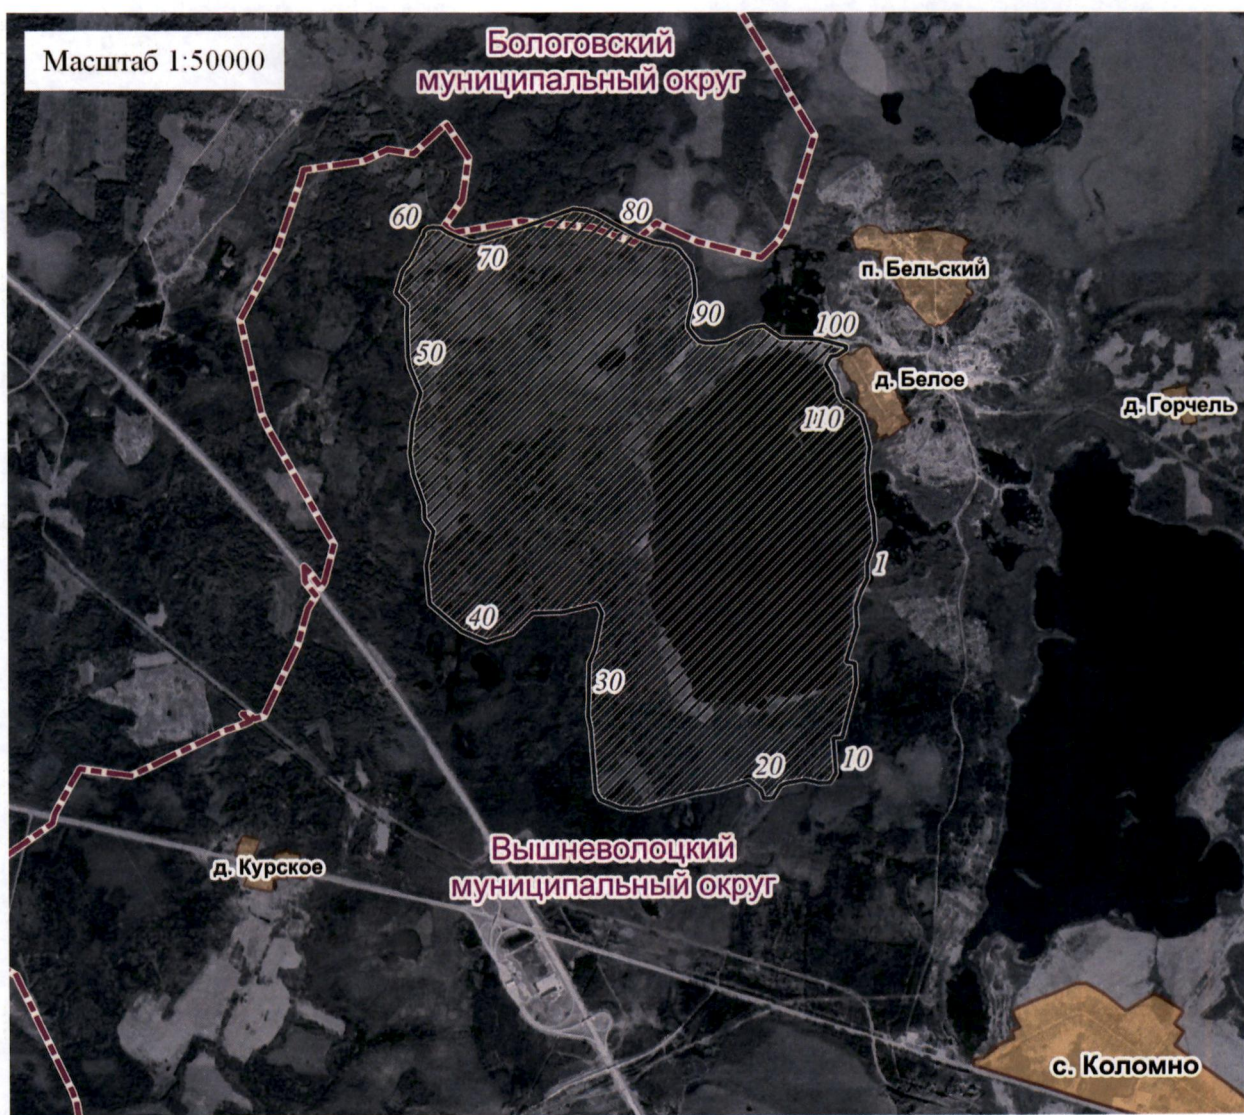 Масштаб 1:50000
Бологовский
муниципальный округ
60
80
70
п. Бельский
90
100
50
д. Белое
д. Горчель
110
1
40
30
20
10
Вышневолоцкий
муниципальный округ
д. Курское
с. Коломно